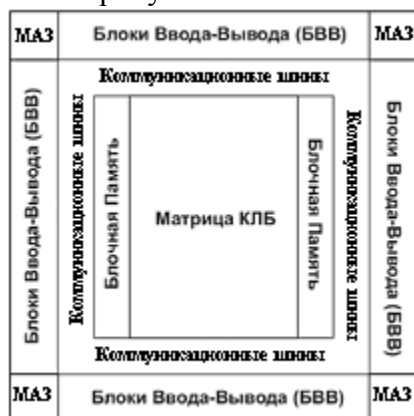 МАЗ Блоки Ввода-Вывода (БВВ) МАЗ
Коммуникационные шины
Блоки Ввода-Вывода (БВВ)
Коммуникационные шины
Блочная Память
Матрица КЛБ
Блочная Память
Коммуникационные шины
Блоки Ввода-Вывода (БВВ)
Коммуникационные шины
МАЗ Блоки Ввода-Вывода (БВВ) МАЗ